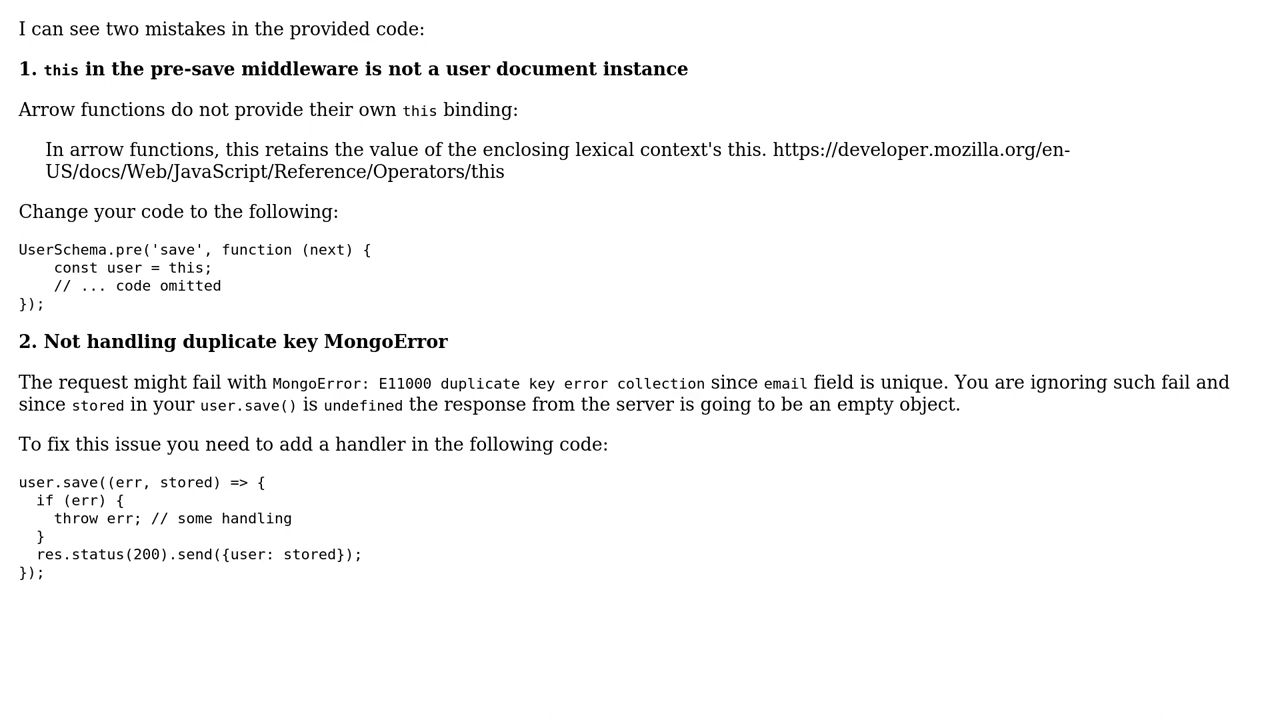 I can see two mistakes in the provided code:
1. this in the pre-save middleware is not a user document instance
Arrow functions do not provide their own this binding:
In arrow functions, this retains the value of the enclosing lexical context's this. https://developer.mozilla.org/en-
US/docs/Web/JavaScript/Reference/Operators/this
Change your code to the following:
UserSchema.pre('save', function (next) {
    const user = this;
    // ... code omitted
});
2. Not handling duplicate key MongoError
The request might fail with MongoError: E11000 duplicate key error collection since email field is unique. You are ignoring such fail and
since stored in your user.save() is undefined the response from the server is going to be an empty object.
To fix this issue you need to add a handler in the following code:
user.save((err, stored) => {
  if (err) {
    throw err; // some handling
  }
  res.status(200).send({user: stored});
});